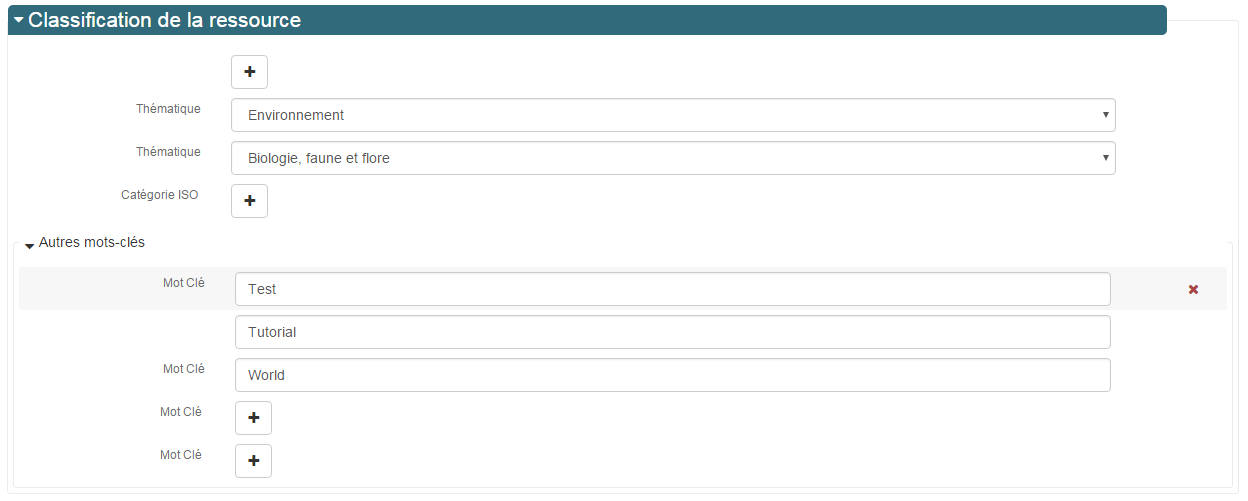 Classification de la ressource
Thématique
Environnement
Thématique
Biologie, faune et flore
Catégorie ISO
Autres mots-clés
Mot Clé
Test
Tutorial
Mot Clé
World
Mot Clé
Mot Clé